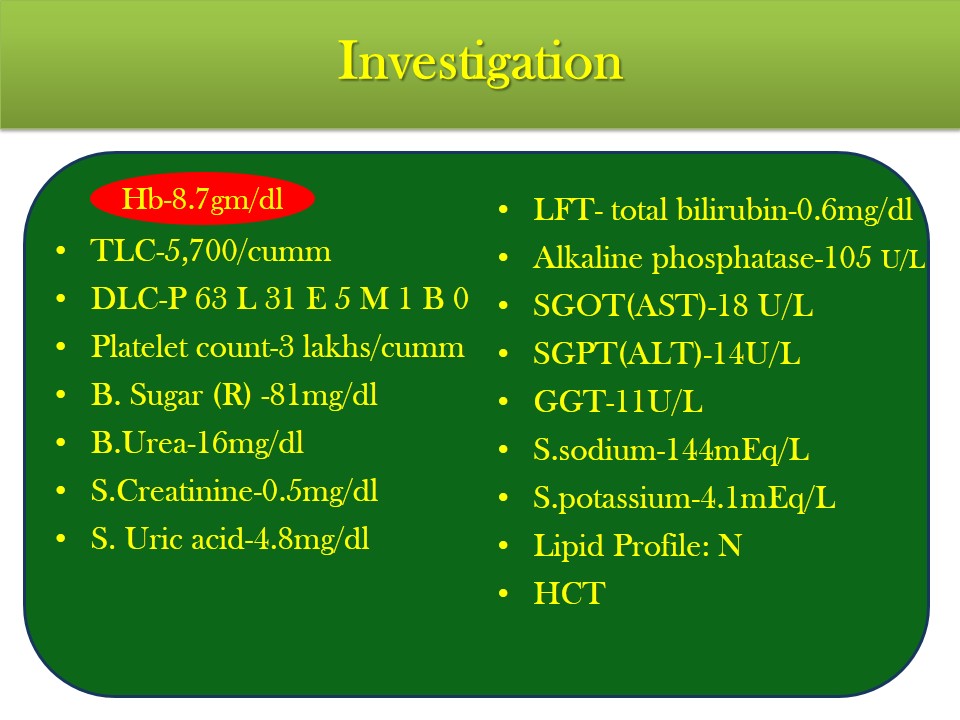 Investigation
Hb-8.7gm/dl
• TLC-5,700/cumm
• DLC-P 63 L 31 E 5 M 1 B 0
• Platelet count-3 lakhs/cumm
• B. Sugar (R) -81mg/dl
• B.Urea-16mg/dl
• S.Creatinine-0.5mg/dl
• S. Uric acid-4.8mg/dl
• LFT- total bilirubin-0.6mg/dl
• Alkaline phosphatase-105 U/L
• SGOT(AST)-18 U/L
• SGPT(ALT)-14U/L
• GGT-11U/L
• S.sodium-144mEq/L
• S.potassium-4.1mEq/L
• Lipid Profile: N
• HCT